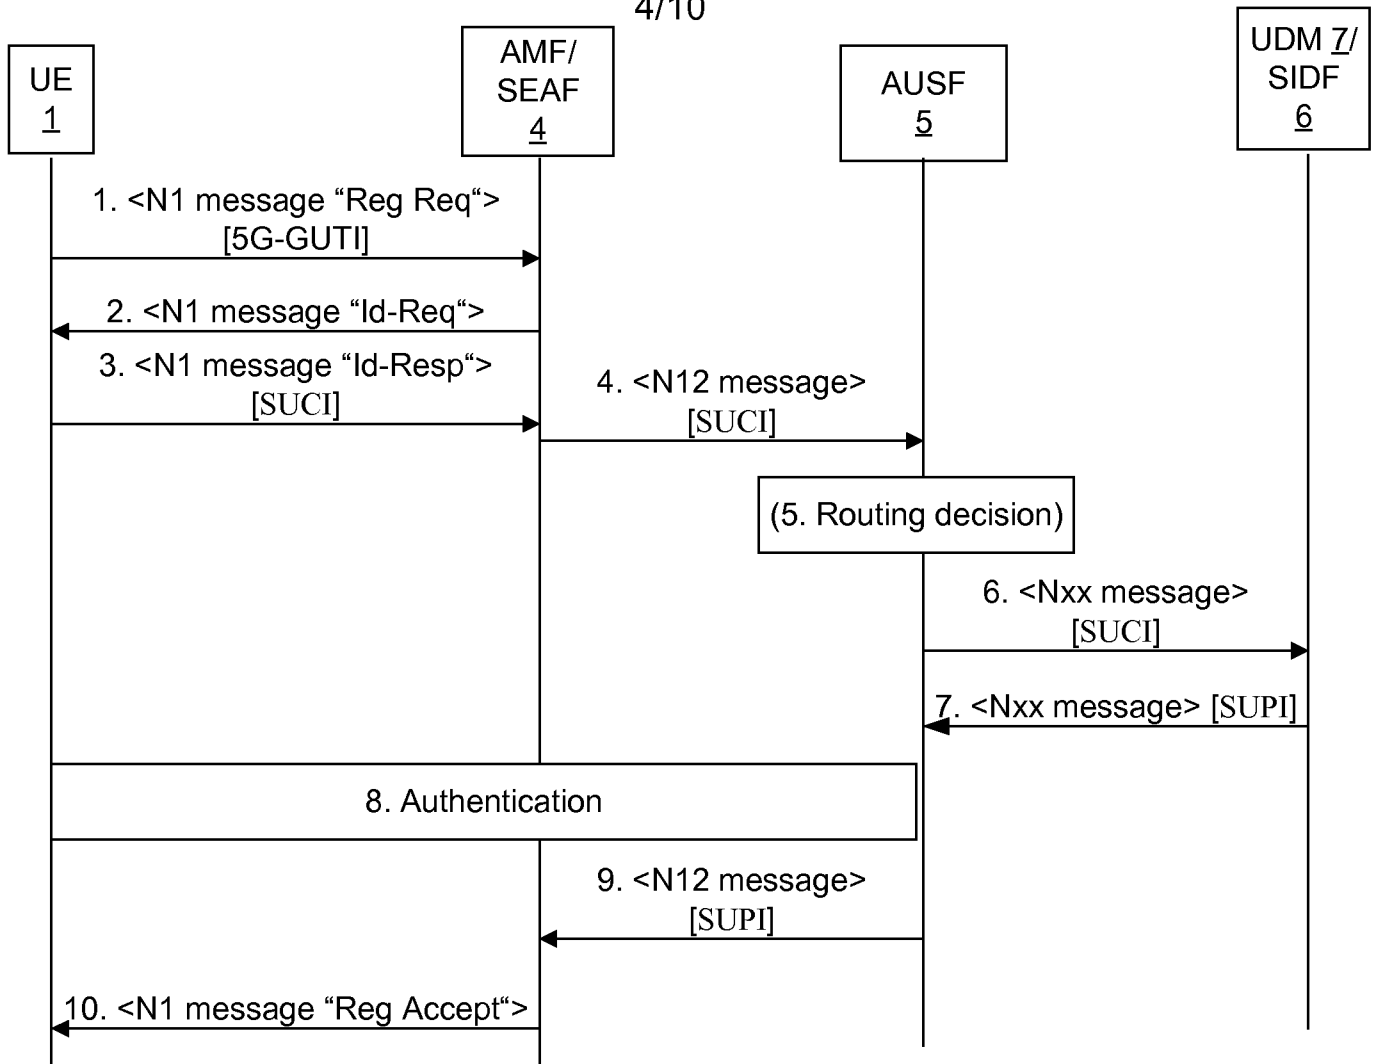 4/10
UE
1
AMF/
SEAF
4
AUSF
5
UDM 7/
SIDF
6
1. <N1 message “Reg Req“>
[5G-GUTI]
2. <N1 message “Id-Req“>
3. <N1 message “Id-Resp“>
[SUCI]
4. <N12 message>
[SUCI]
(5. Routing decision)
6. <Nxx message>
[SUCI]
7. <Nxx message> [SUPI]
8. Authentication
9. <N12 message>
[SUPI]
10. <N1 message “Reg Accept“>